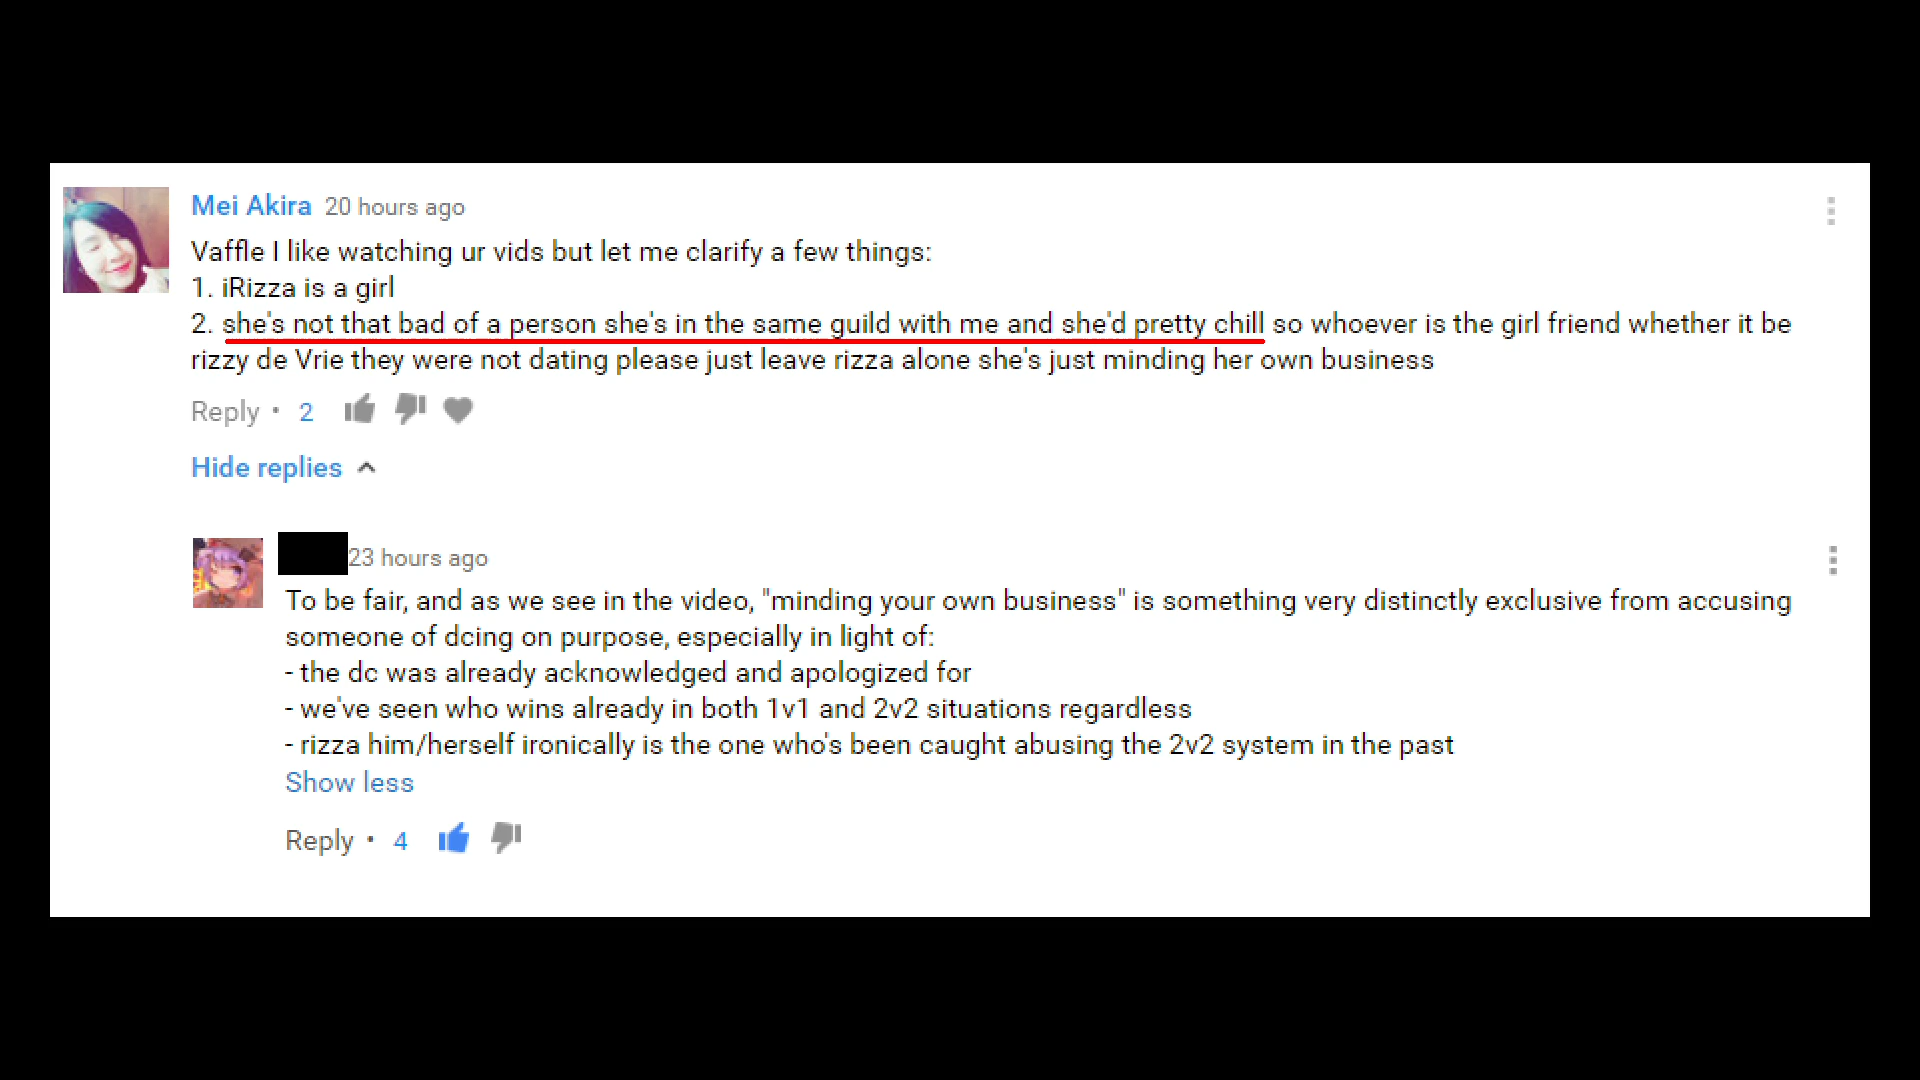 Mei Akira 20 hours ago
Vaffle I like watching ur vids but let me clarify a few things:
1. iRizza is a girl
2. she's not that bad of a person she's in the same guild with me and she'd pretty chill so whoever is the girl friend whether it be
rizzy de Vrie they were not dating please just leave rizza alone she's just minding her own business
Reply • 2
Hide replies
23 hours ago
To be fair, and as we see in the video, "minding your own business" is something very distinctly exclusive from accusing
someone of dcing on purpose, especially in light of:
- the dc was already acknowledged and apologized for
- we've seen who wins already in both 1v1 and 2v2 situations regardless
- rizza him/herself ironically is the one who's been caught abusing the 2v2 system in the past
Show less
Reply • 4